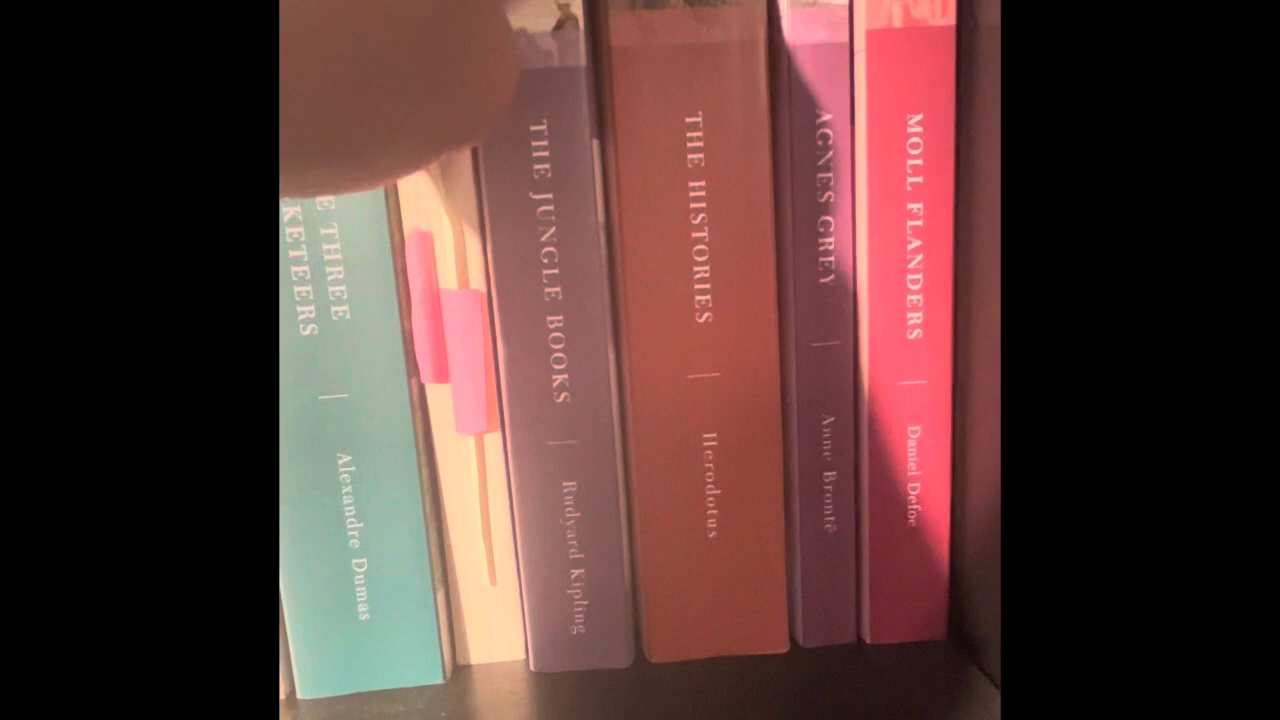 E THREE
KETEERS
Alexandre Dumas
THE JUNGLE BOOKS
Rudyard Kipling
THE HISTORIES
Herodotus
AGNES GREY
Anne Brontë
MOLL FLANDERS
Daniel Defoe